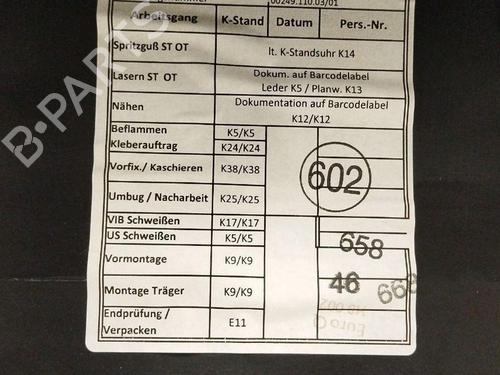 00249.110.03/01
Arbeitsgang K-Stand Datum Pers.-Nr.
Spritzguß ST OT lt. K-Standsuhr K14
Lasern ST OT Dokum. auf Barcodelabel
Leder K5 / Planw. K13
Nähen Dokumentation auf Barcodelabel
K12/K12
Beflammen K5/K5
Kleberauftrag K24/K24
Vorfix./ Kaschieren K38/K38
602
Umbug / Nacharbeit K25/K25
VIB Schweißen K17/K17
US Schweißen K5/K5
658
Vormontage K9/K9
Montage Träger K9/K9
46 668
Endprüfung /
Verpacken E11
B-PARTS